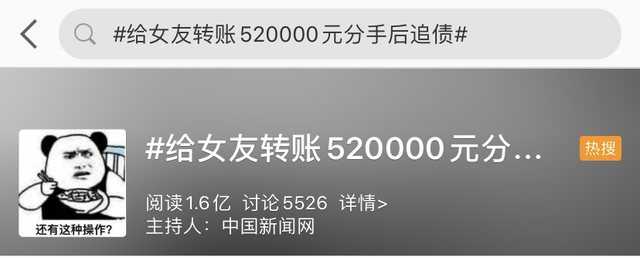 #给女友转账520000元分手后追债#
#给女友转账520000元分...
热搜
阅读1.6亿 讨论5526 详情>
主持人：中国新闻网
还有这种操作?